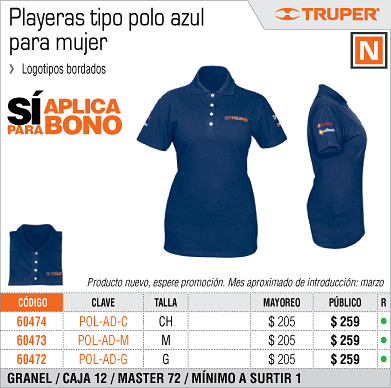 Playeras tipo polo azul
para mujer
TRUPER®
N
❯ Logotipos bordados
SÍ APLICA
PARA BONO
TRUPER
Producto nuevo, espere promoción. Mes aproximado de introducción: marzo
CÓDIGO CLAVE TALLA MAYOREO PÚBLICO R
60474 POL-AD-C CH $ 205 $ 259 ●
60473 POL-AD-M M $ 205 $ 259 ●
60472 POL-AD-G G $ 205 $ 259 ●
GRANEL / CAJA 12 / MASTER 72 / MÍNIMO A SURTIR 1